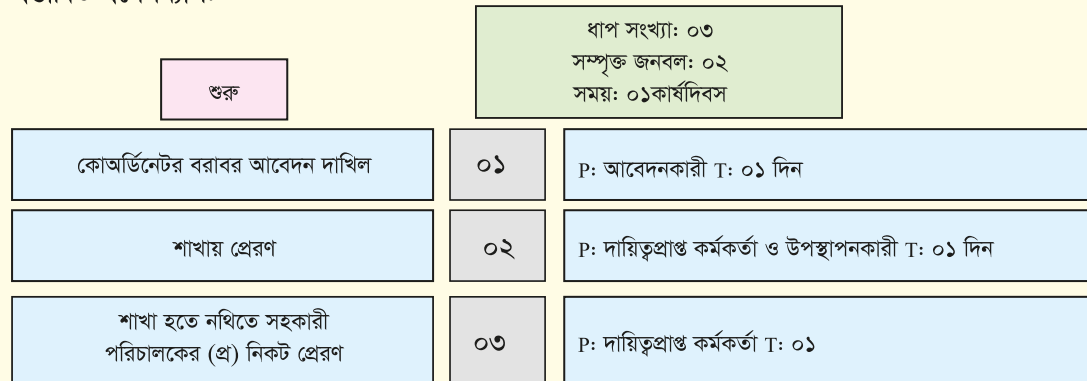 ধাপ সংখ্যা: ০৩
সম্পৃক্ত জনবল: ০২
সময়: ০১কার্যদিবস
শুরু
কোঅর্ডিনেটর বরাবর আবেদন দাখিল
০১
P: আবেদনকারী T: ০১ দিন
শাখায় প্রেরণ
০২
P: দায়িত্বপ্রাপ্ত কর্মকর্তা ও উপস্থাপনকারী T: ০১ দিন
শাখা হতে নথিতে সহকারী
পরিচালকের (প্র) নিকট প্রেরণ
০৩
P: দায়িত্বপ্রাপ্ত কর্মকর্তা T: ০১